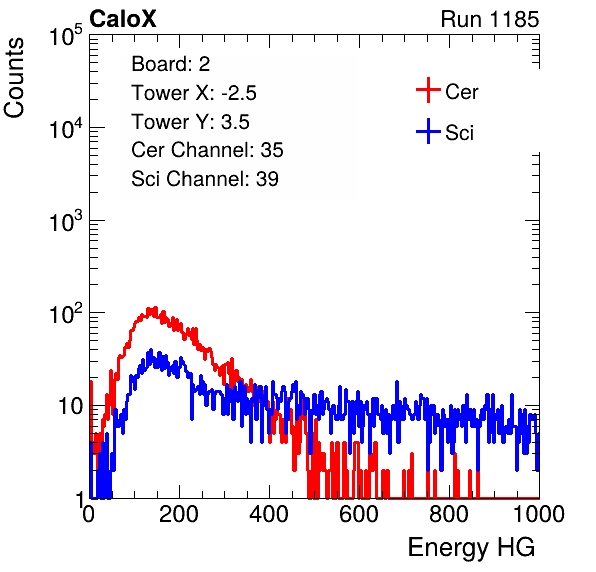 CaloX Run 1185
Counts
10^5
10^4
10^3
10^2
10
1
Board: 2
Tower X: -2.5
Tower Y: 3.5
Cer Channel: 35
Sci Channel: 39
Cer
Sci
0 200 400 600 800 1000
Energy HG